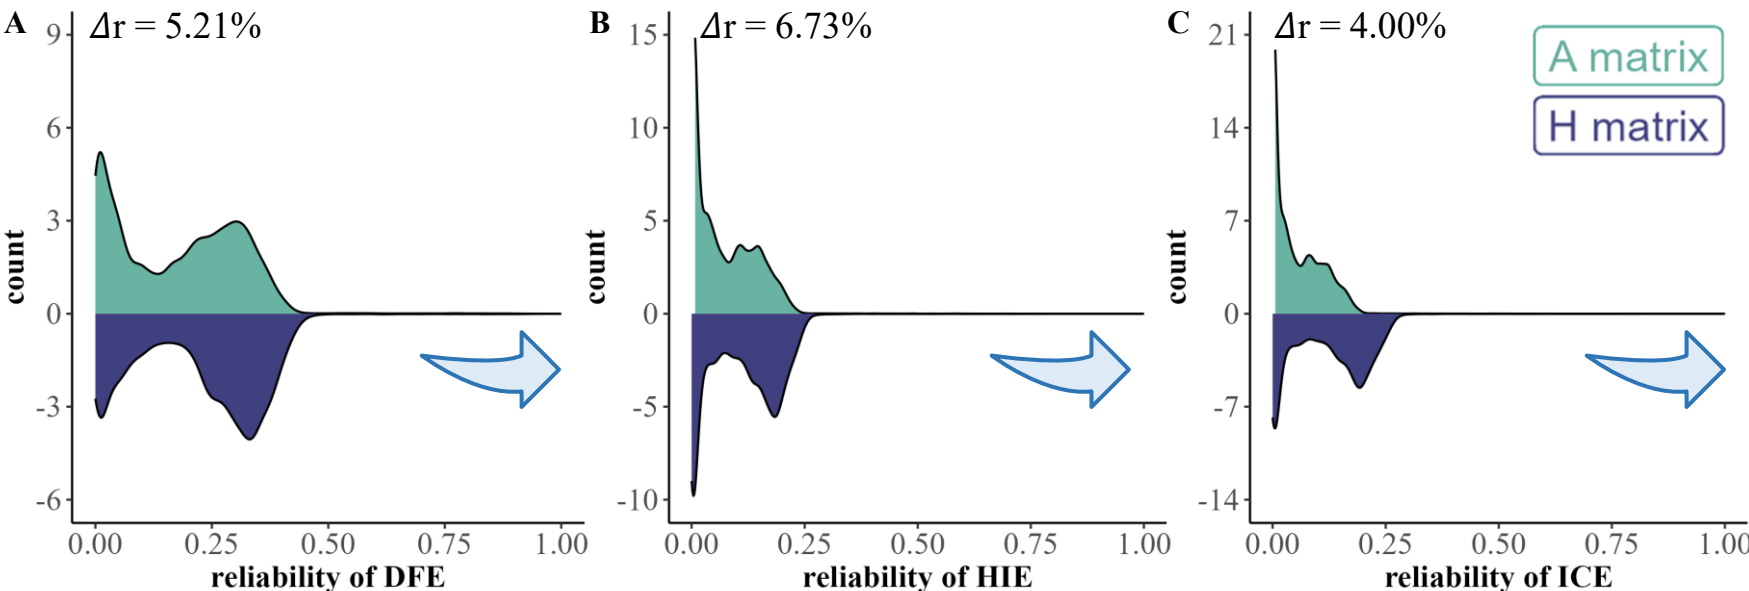 A
Δr = 5.21%
9
6
3
0
-3
-6
count
0.00 0.25 0.50 0.75 1.00
reliability of DFE
B
Δr = 6.73%
15
10
5
0
-5
-10
count
0.00 0.25 0.50 0.75 1.00
reliability of HIE
C
Δr = 4.00%
21
14
7
0
-7
-14
count
0.00 0.25 0.50 0.75 1.00
reliability of ICE
A matrix
H matrix